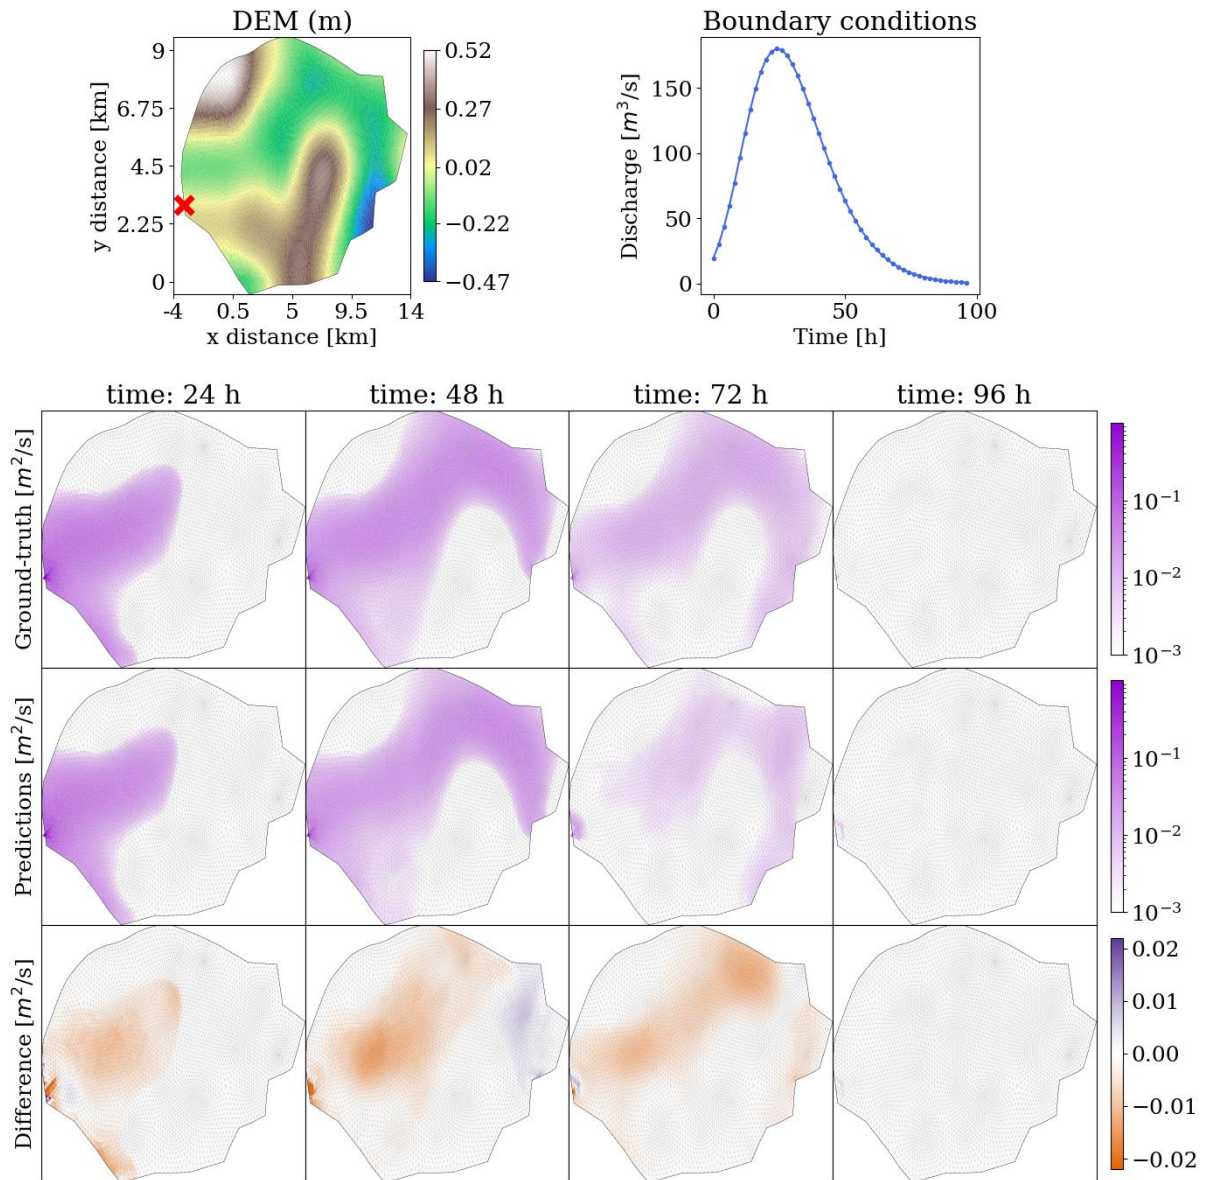 DEM (m)
Boundary conditions
y distance [km]
9
6.75
4.5
2.25
0
-4
0.5
5
9.5
14
x distance [km]
0.52
0.27
0.02
−0.22
−0.47
Discharge [m³/s]
150
100
50
0
0
50
100
Time [h]
time: 24 h
time: 48 h
time: 72 h
time: 96 h
Ground-truth [m²/s]
10⁻¹
10⁻²
10⁻³
Predictions [m²/s]
10⁻¹
10⁻²
10⁻³
Difference [m²/s]
0.02
0.01
0.00
−0.01
−0.02